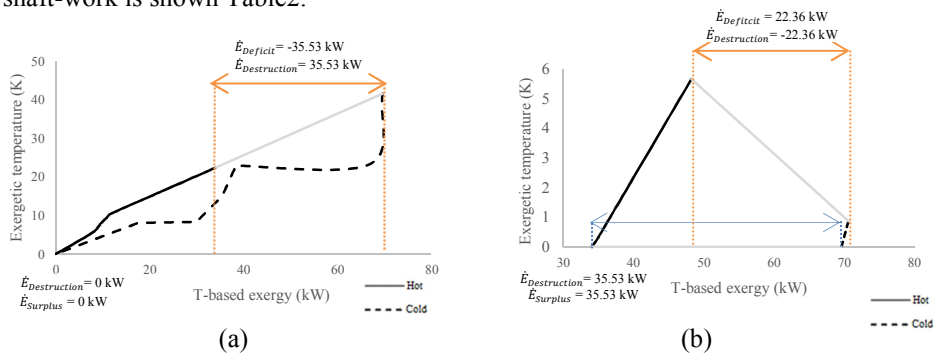 shaft-work is shown Table2.
Ė_Deficit= -35.53 kW
Ė_Destruction= 35.53 kW
Exergetic temperature (K)
50
40
30
20
10
0
0
20
40
60
80
T-based exergy (kW)
Ė_Destruction= 0 kW
Ė_Surplus= 0 kW
Hot
Cold
(a)
Ė_Defitcit= 22.36 kW
Ė_Destruction= -22.36 kW
Exergetic temperature (K)
6
5
4
3
2
1
0
30
40
50
60
70
80
T-based exergy (kW)
Ė_Destruction= 35.53 kW
Ė_Surplus= 35.53 kW
Hot
Cold
(b)